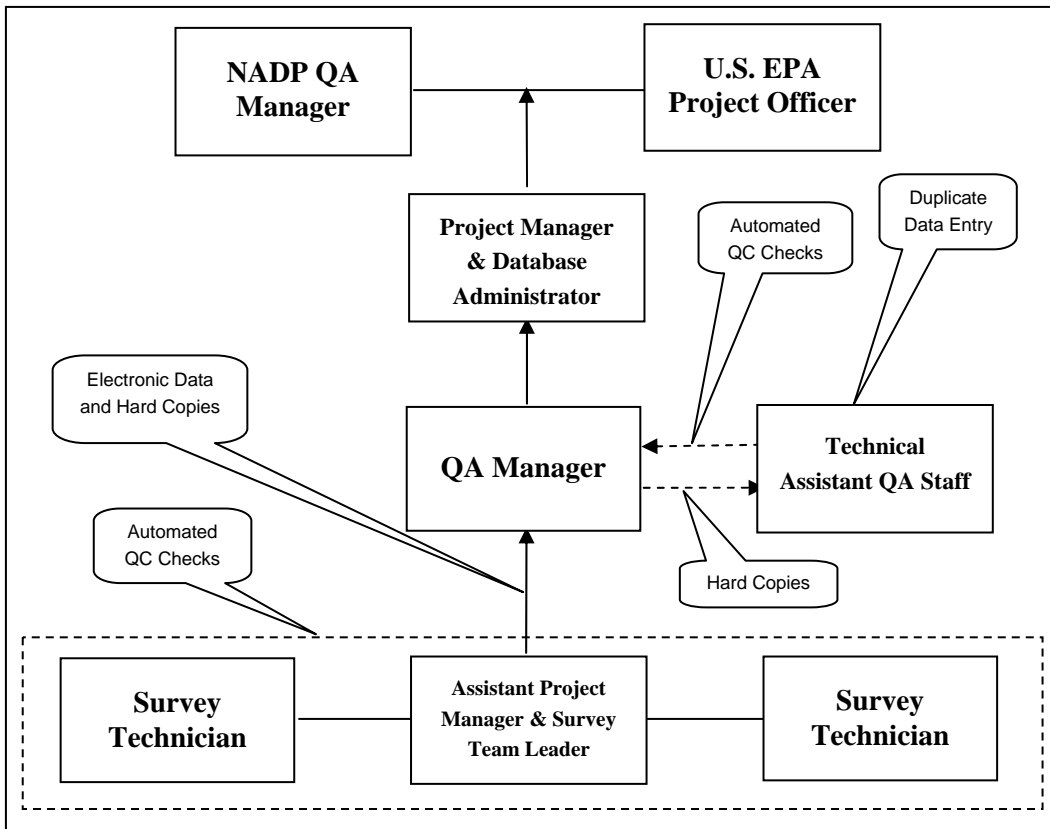 NADP QA
Manager
U.S. EPA
Project Officer
Project Manager
& Database
Administrator
Automated
QC Checks
Duplicate
Data Entry
Electronic Data
and Hard Copies
QA Manager
Technical
Assistant QA Staff
Automated
QC Checks
Hard Copies
Survey
Technician
Assistant Project
Manager & Survey
Team Leader
Survey
Technician